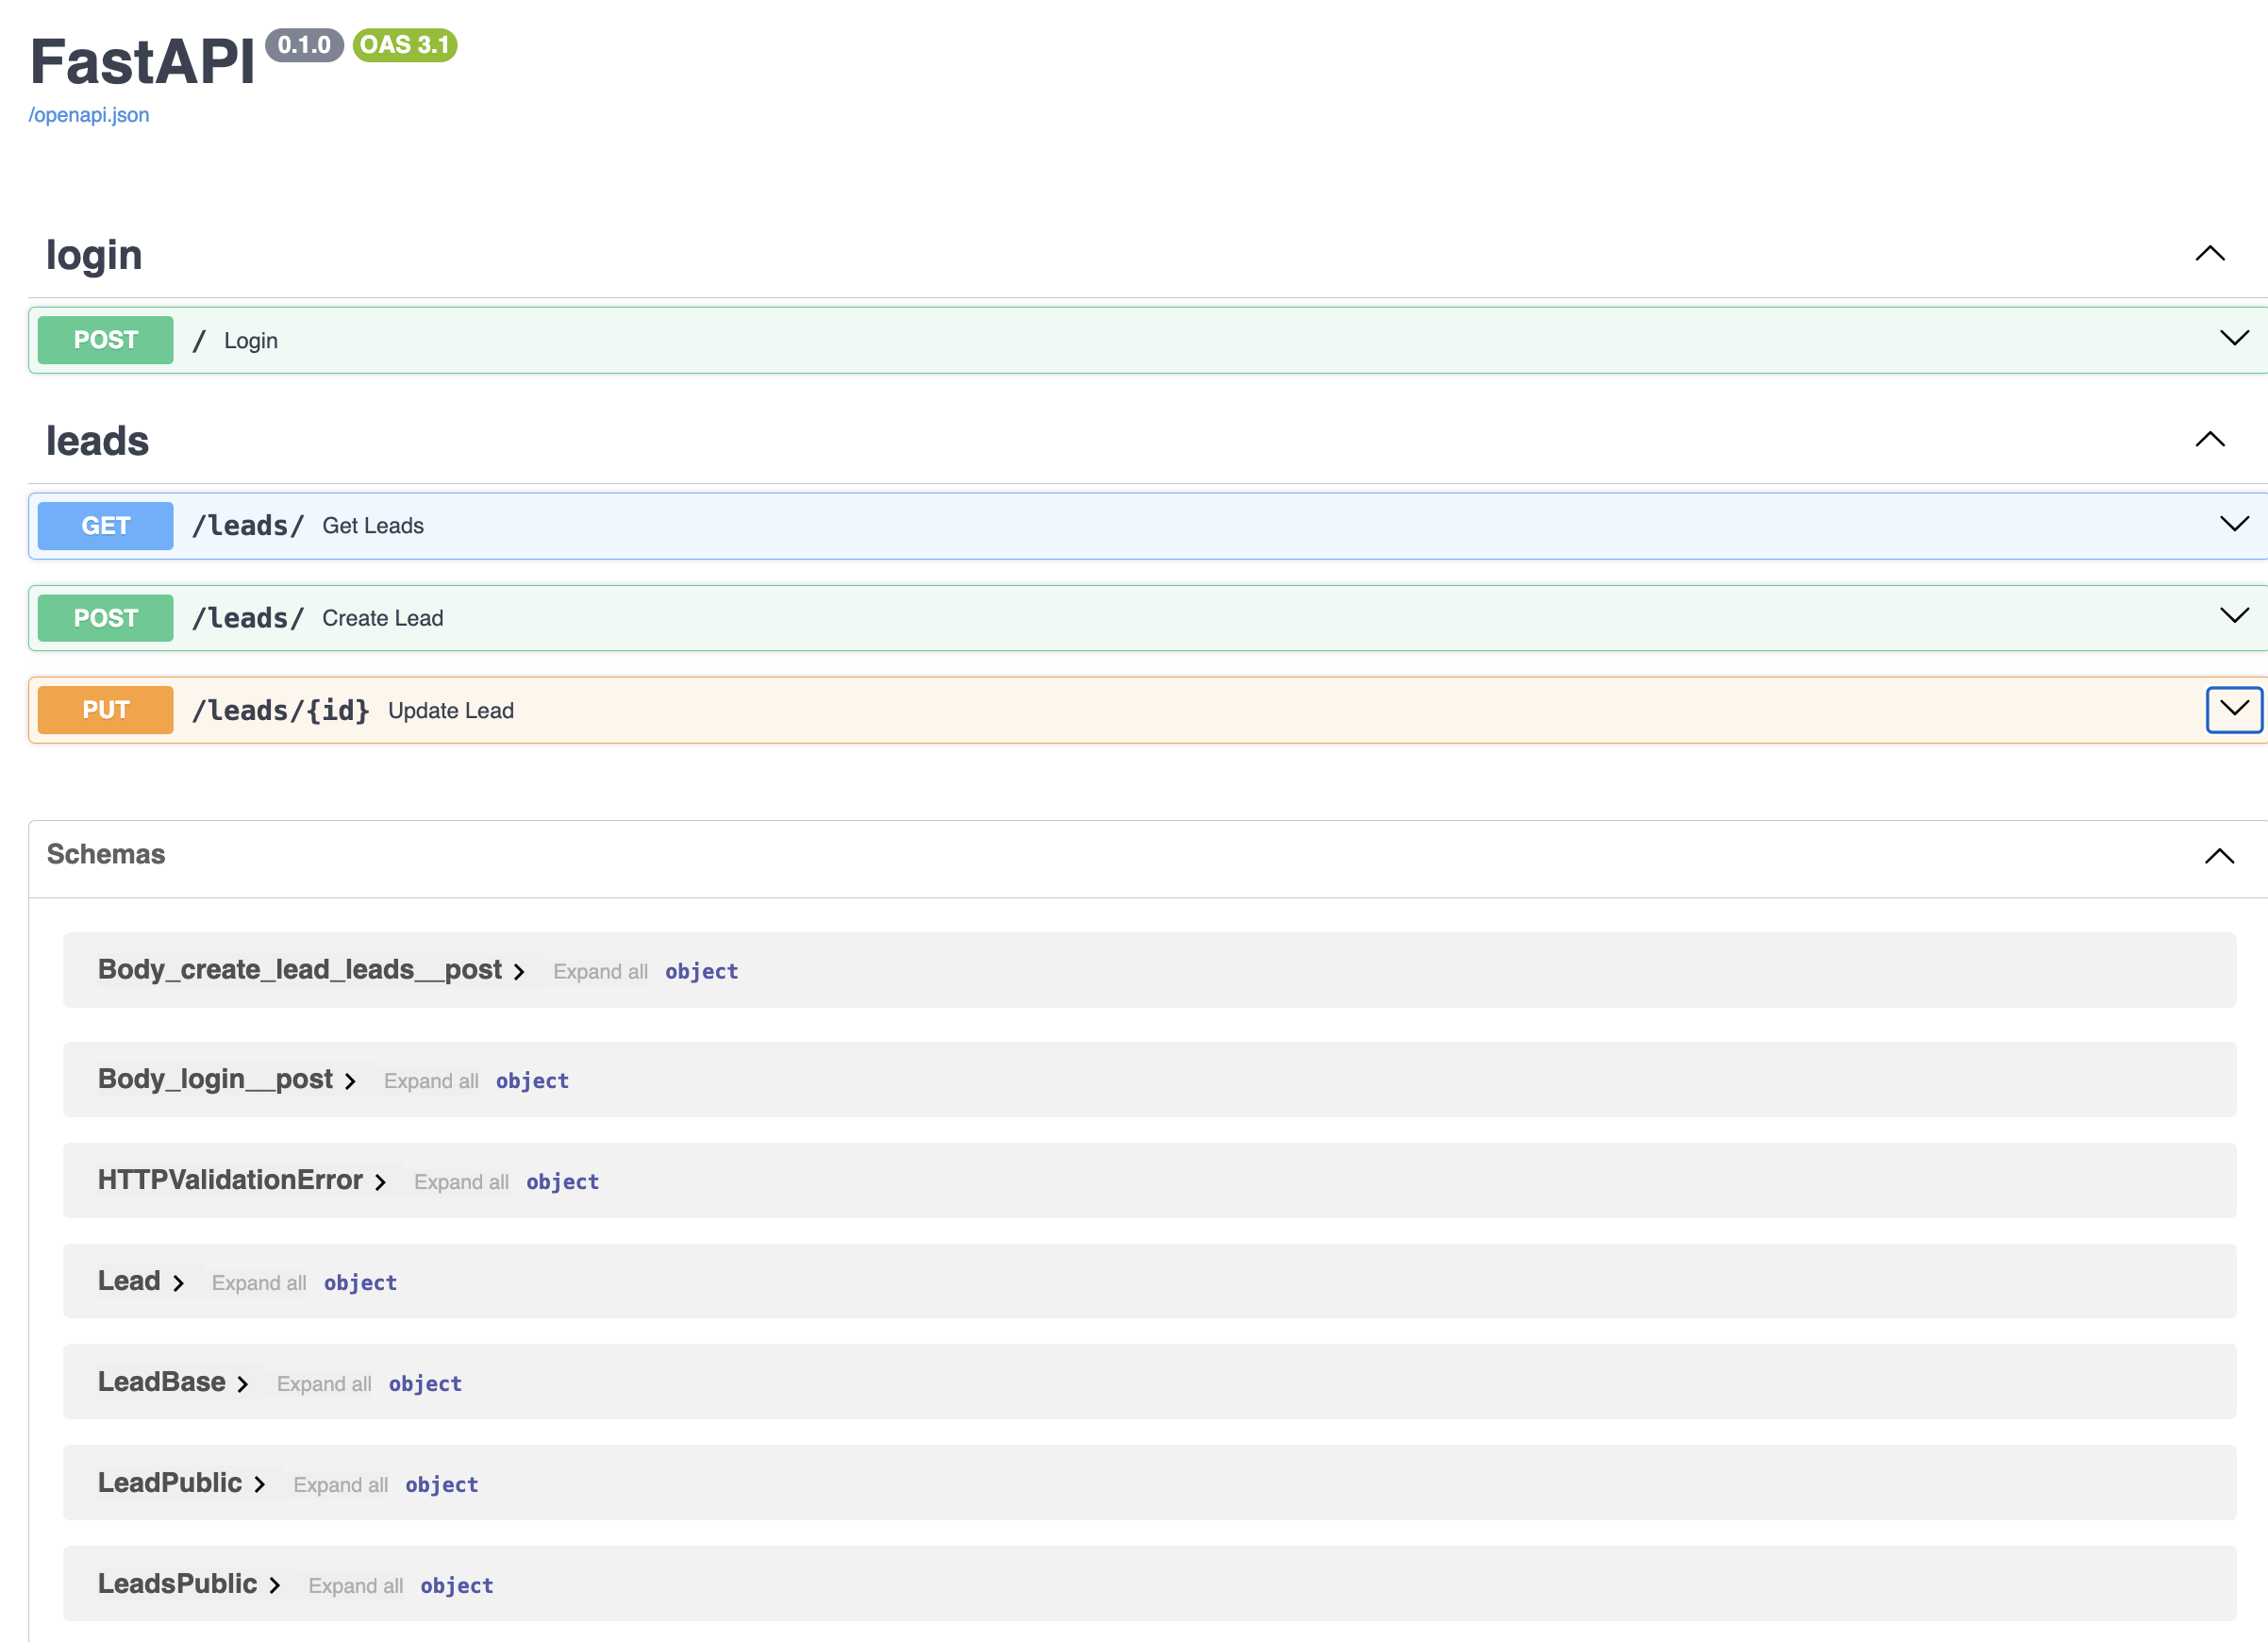 FastAPI 0.1.0 OAS 3.1
/openapi.json
login
POST / Login
leads
GET /leads/ Get Leads
POST /leads/ Create Lead
PUT /leads/{id} Update Lead
Schemas
Body_create_lead_leads__post Expand all object
Body_login__post Expand all object
HTTPValidationError Expand all object
Lead Expand all object
LeadBase Expand all object
LeadPublic Expand all object
LeadsPublic Expand all object